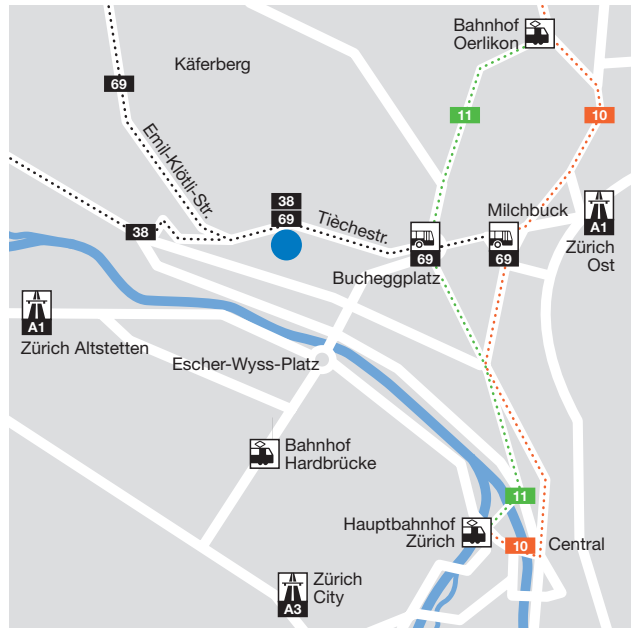 Bahnhof
Oerlikon
Käferberg
69
11
10
Emil-Klötli-Str.
38
69
Tièchestr.
Milchbuck
A1
Zürich
Ost
38
69
69
Bucheggplatz
A1
Zürich Altstetten
Escher-Wyss-Platz
Bahnhof
Hardbrücke
11
Hauptbahnhof
Zürich
10
Central
Zürich
City
A3